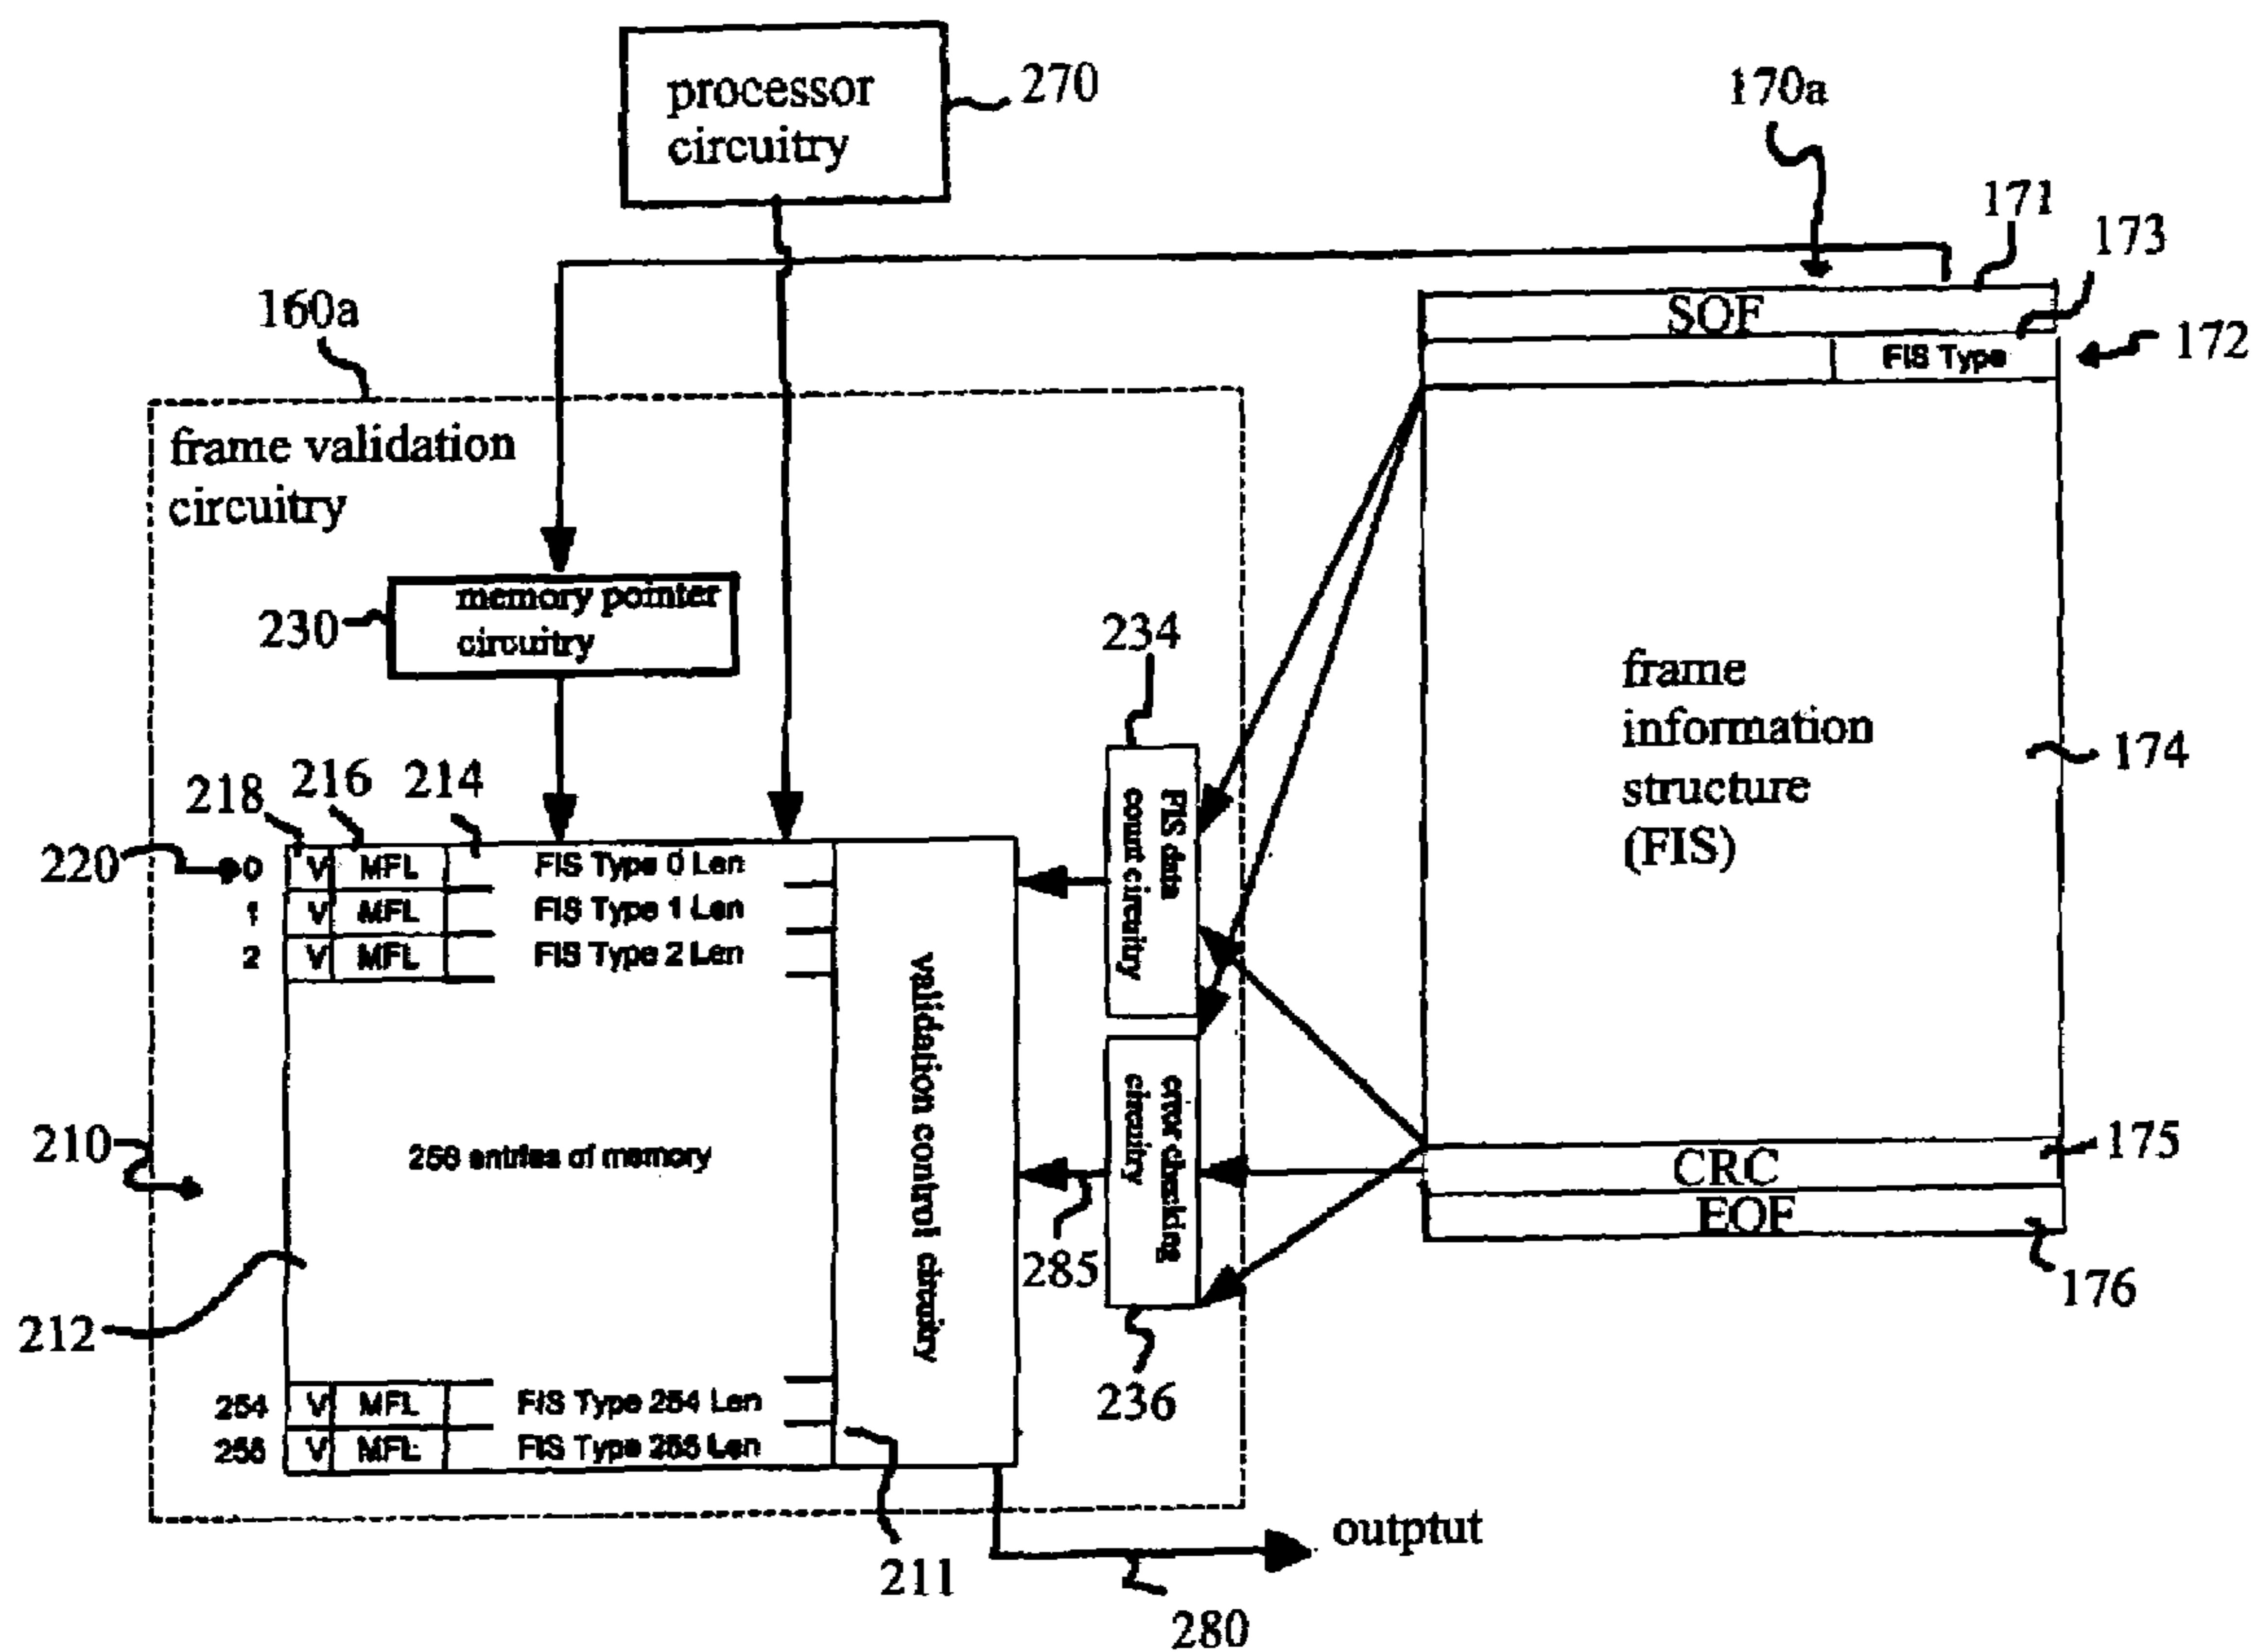 processor
circuitry
270
170a
171
173
SOF
FIS Type
172
160a
frame validation
circuitry
memory pointer
circuitry
230
234
FIS data
count circuitry
frame
information
structure
(FIS)
174
218
216
214
220
0 V MFL FIS Type 0 Len
1 V MFL FIS Type 1 Len
2 V MFL FIS Type 2 Len
validation control circuitry
210
256 entries of memory
error-checking
circuitry
285
CRC
175
EOF
176
212
236
254 V MFL FIS Type 254 Len
255 V MFL FIS Type 255 Len
211
outptut
280